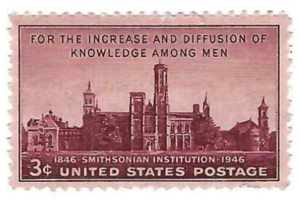 FOR THE INCREASE AND DIFFUSION OF
KNOWLEDGE AMONG MEN
1846-SMITHSONIAN INSTITUTION-1946
3¢ UNITED STATES POSTAGE